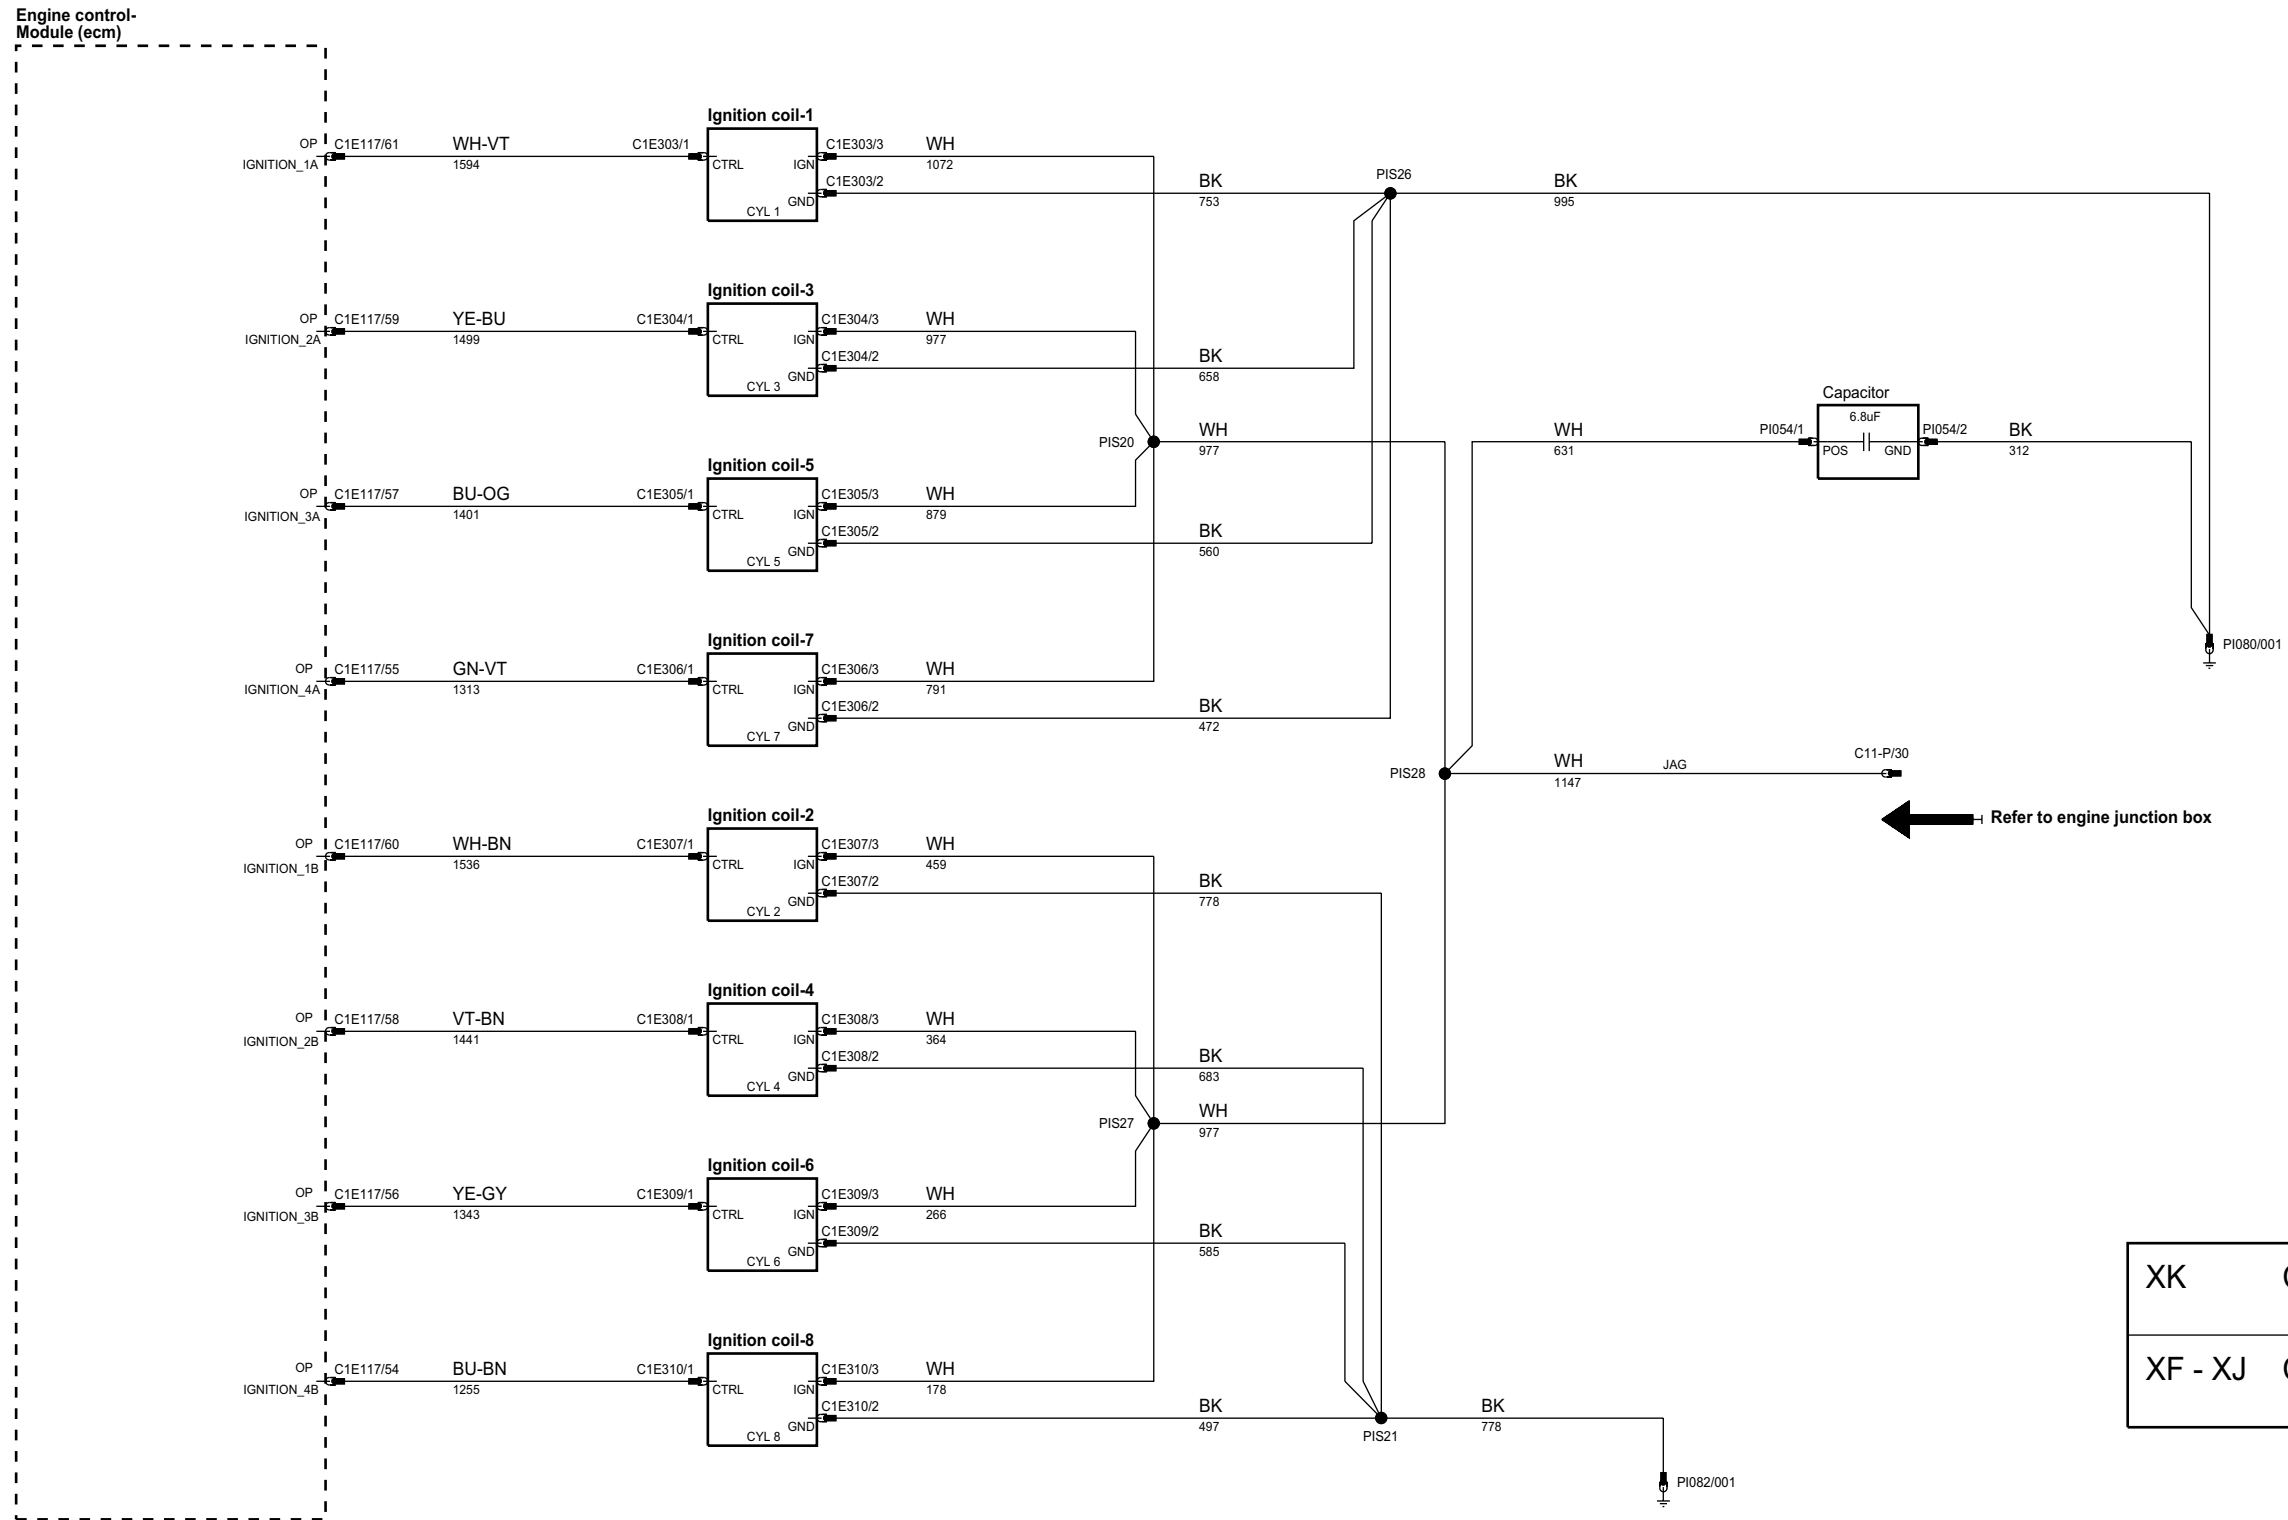 Engine control-
Module (ecm)
Ignition coil-1
OP C1E117/61 WH-VT C1E303/1 C1E303/3 WH
IGNITION_1A 1594 CTRL IGN 1072
C1E303/2 BK PIS26 BK
GND 753 995
CYL 1
Ignition coil-3
OP C1E117/59 YE-BU C1E304/1 C1E304/3 WH
IGNITION_2A 1499 CTRL IGN 977
C1E304/2 BK
GND 658
CYL 3
Capacitor
6.8uF
PIS20 WH WH PI054/1 PI054/2 BK
977 631 POS GND 312
Ignition coil-5
OP C1E117/57 BU-OG C1E305/1 C1E305/3 WH
IGNITION_3A 1401 CTRL IGN 879
C1E305/2 BK
GND 560
CYL 5
Ignition coil-7
PI080/001
OP C1E117/55 GN-VT C1E306/1 C1E306/3 WH
IGNITION_4A 1313 CTRL IGN 791
C1E306/2 BK
GND 472
CYL 7
PIS28 WH JAG C11-P/30
1147
Ignition coil-2
Refer to engine junction box
OP C1E117/60 WH-BN C1E307/1 C1E307/3 WH
IGNITION_1B 1536 CTRL IGN 459
C1E307/2 BK
GND 778
CYL 2
Ignition coil-4
OP C1E117/58 VT-BN C1E308/1 C1E308/3 WH
IGNITION_2B 1441 CTRL IGN 364
C1E308/2 BK
GND 683
CYL 4
PIS27 WH
977
Ignition coil-6
OP C1E117/56 YE-GY C1E309/1 C1E309/3 WH
IGNITION_3B 1343 CTRL IGN 266
C1E309/2 BK
GND 585
CYL 6
XK
Ignition coil-8
XF - XJ
OP C1E117/54 BU-BN C1E310/1 C1E310/3 WH
IGNITION_4B 1255 CTRL IGN 178
C1E310/2 BK BK
GND 497 PIS21 778
CYL 8
PI082/001